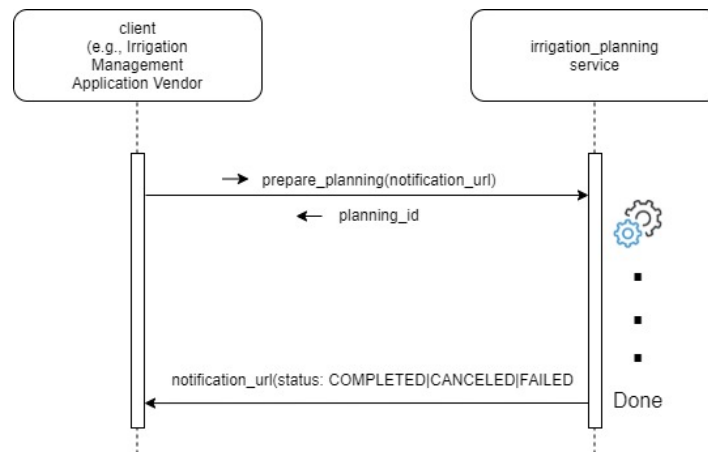 client
(e.g., Irrigation
Management
Application Vendor
irrigation_planning
service
prepare_planning(notification_url)
planning_id
notification_url(status: COMPLETED|CANCELED|FAILED
Done